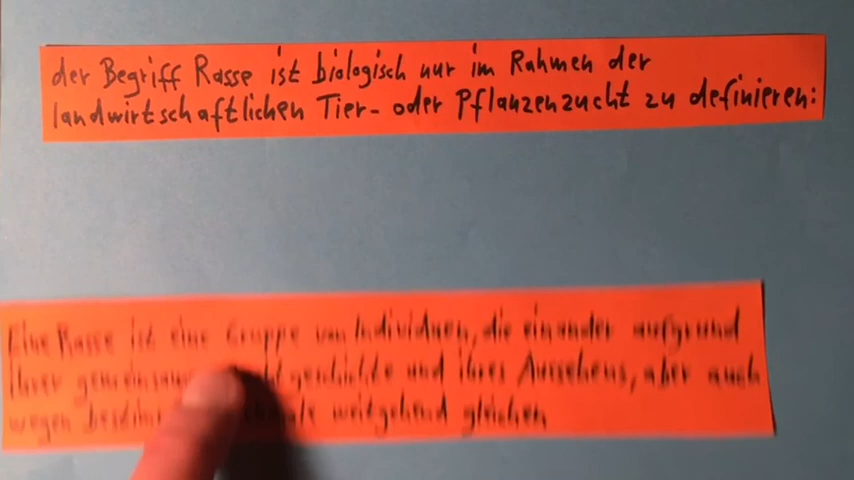 der Begriff Rasse ist biologisch nur im Rahmen der
landwirtschaftlichen Tier- oder Pflanzenzucht zu definieren:
Eine Rasse ist eine Gruppe von Individuen, die einander aufgrund
ihrer und ihres Aussehens, aber auch
wegen weitgehend gleichen